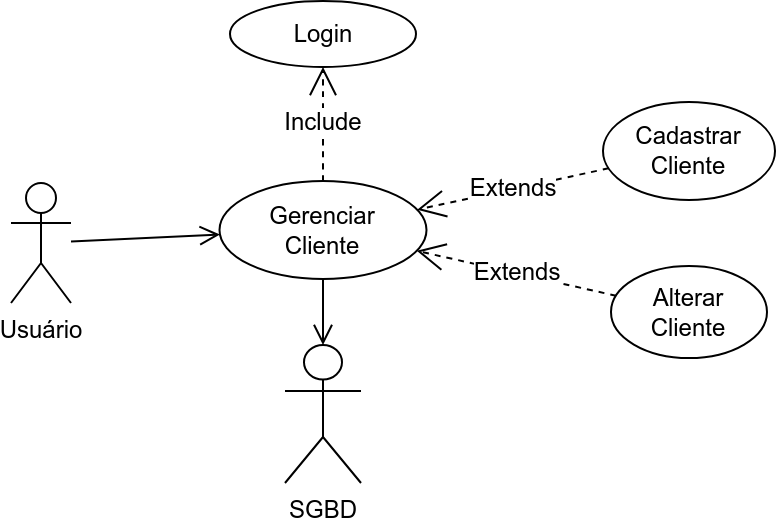 Login
Include
Cadastrar
Cliente
Extends
Gerenciar
Cliente
Extends
Alterar
Cliente
Usuário
SGBD